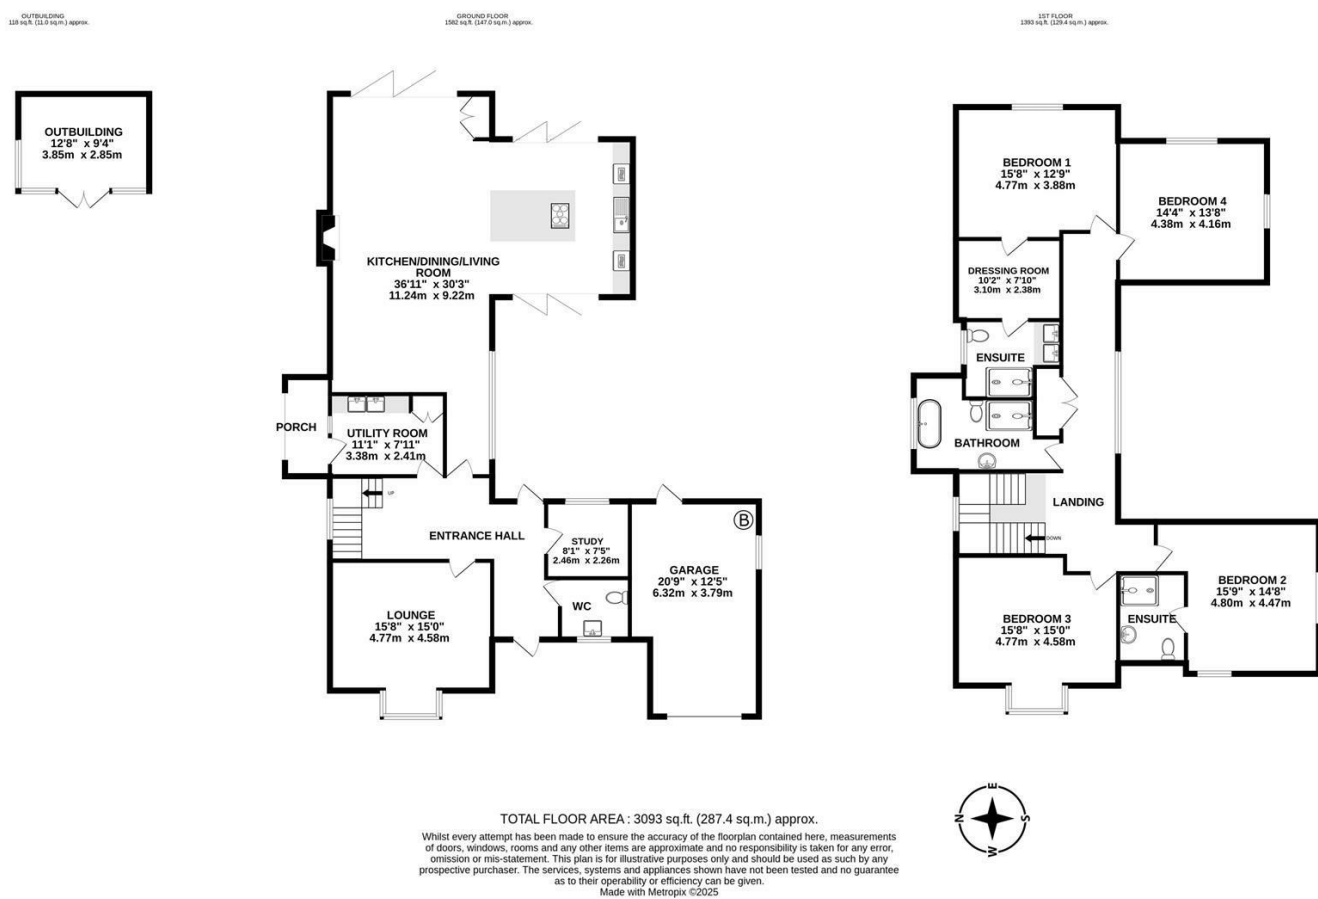 OUTBUILDING
118 sq.ft. (11.0 sq.m.) approx.
GROUND FLOOR
1582 sq.ft. (147.0 sq.m.) approx.
1ST FLOOR
1393 sq.ft. (129.4 sq.m.) approx.
OUTBUILDING
12'8" x 9'4"
3.85m x 2.85m
KITCHEN/DINING/LIVING
ROOM
36'11" x 30'3"
11.24m x 9.22m
PORCH
UTILITY ROOM
11'1" x 7'11"
3.38m x 2.41m
UP
ENTRANCE HALL
STUDY
8'1" x 7'5"
2.46m x 2.26m
B
GARAGE
20'9" x 12'5"
6.32m x 3.79m
WC
LOUNGE
15'8" x 15'0"
4.77m x 4.58m
BEDROOM 1
15'8" x 12'9"
4.77m x 3.88m
BEDROOM 4
14'4" x 13'8"
4.38m x 4.16m
DRESSING ROOM
10'2" x 7'10"
3.10m x 2.38m
ENSUITE
BATHROOM
LANDING
DOWN
BEDROOM 2
15'9" x 14'8"
4.80m x 4.47m
BEDROOM 3
15'8" x 15'0"
4.77m x 4.58m
ENSUITE
E
N
S
W
TOTAL FLOOR AREA : 3093 sq.ft. (287.4 sq.m.) approx.
Whilst every attempt has been made to ensure the accuracy of the floorplan contained here, measurements
of doors, windows, rooms and any other items are approximate and no responsibility is taken for any error,
omission or mis-statement. This plan is for illustrative purposes only and should be used as such by any
prospective purchaser. The services, systems and appliances shown have not been tested and no guarantee
as to their operability or efficiency can be given.
Made with Metropix ©2025